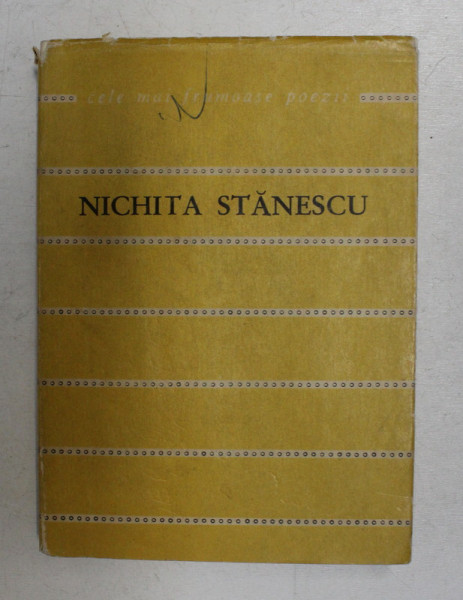 cele mai frumoase poezii
NICHITA STĂNESCU